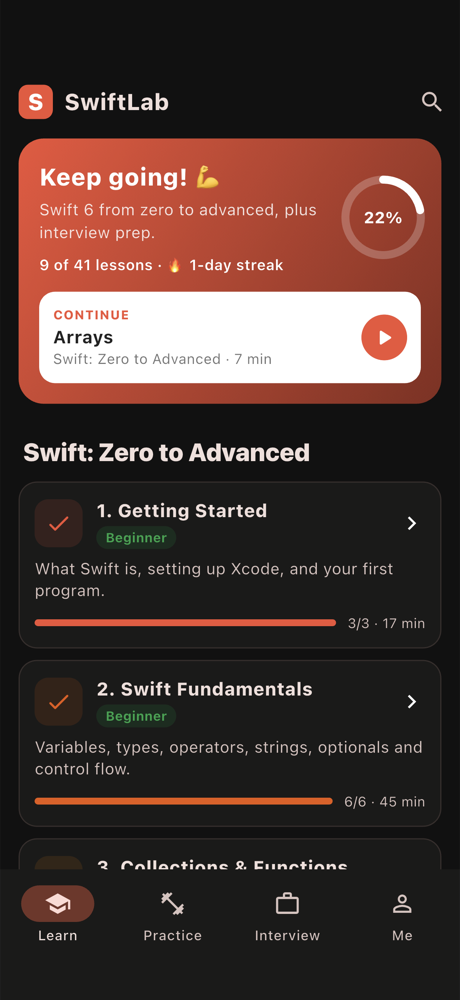 S SwiftLab
Keep going! 💪
Swift 6 from zero to advanced, plus
interview prep.
22%
9 of 41 lessons · 🔥 1-day streak
CONTINUE
Arrays
Swift: Zero to Advanced · 7 min
Swift: Zero to Advanced
1. Getting Started
Beginner
What Swift is, setting up Xcode, and your first
program.
3/3 · 17 min
2. Swift Fundamentals
Beginner
Variables, types, operators, strings, optionals and
control flow.
6/6 · 45 min
3. Collections & Functions
Learn
Practice
Interview
Me